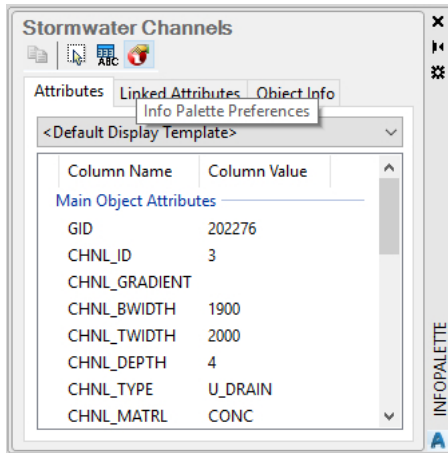 Stormwater Channels
ABC
Attributes Linked Attributes Object Info
Info Palette Preferences
<Default Display Template>
Column Name Column Value
Main Object Attributes
GID 202276
CHNL_ID 3
CHNL_GRADIENT
CHNL_BWIDTH 1900
CHNL_TWIDTH 2000
CHNL_DEPTH 4
CHNL_TYPE U_DRAIN
CHNL_MATRL CONC
INFOPALETTE
A